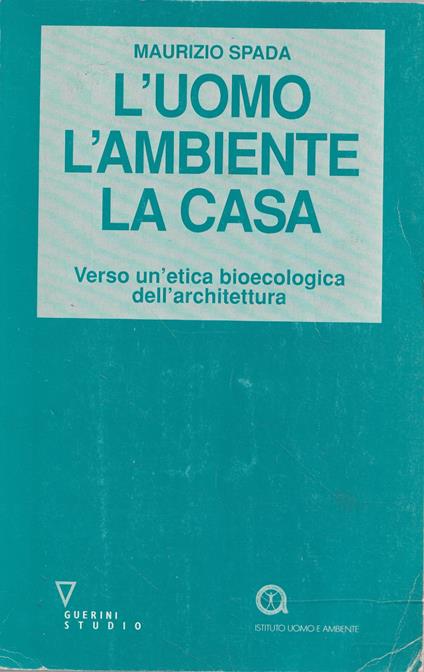 MAURIZIO SPADA
L'UOMO
L'AMBIENTE
LA CASA
Verso un'etica bioecologica
dell'architettura
GUERINI
STUDIO
ISTITUTO UOMO E AMBIENTE